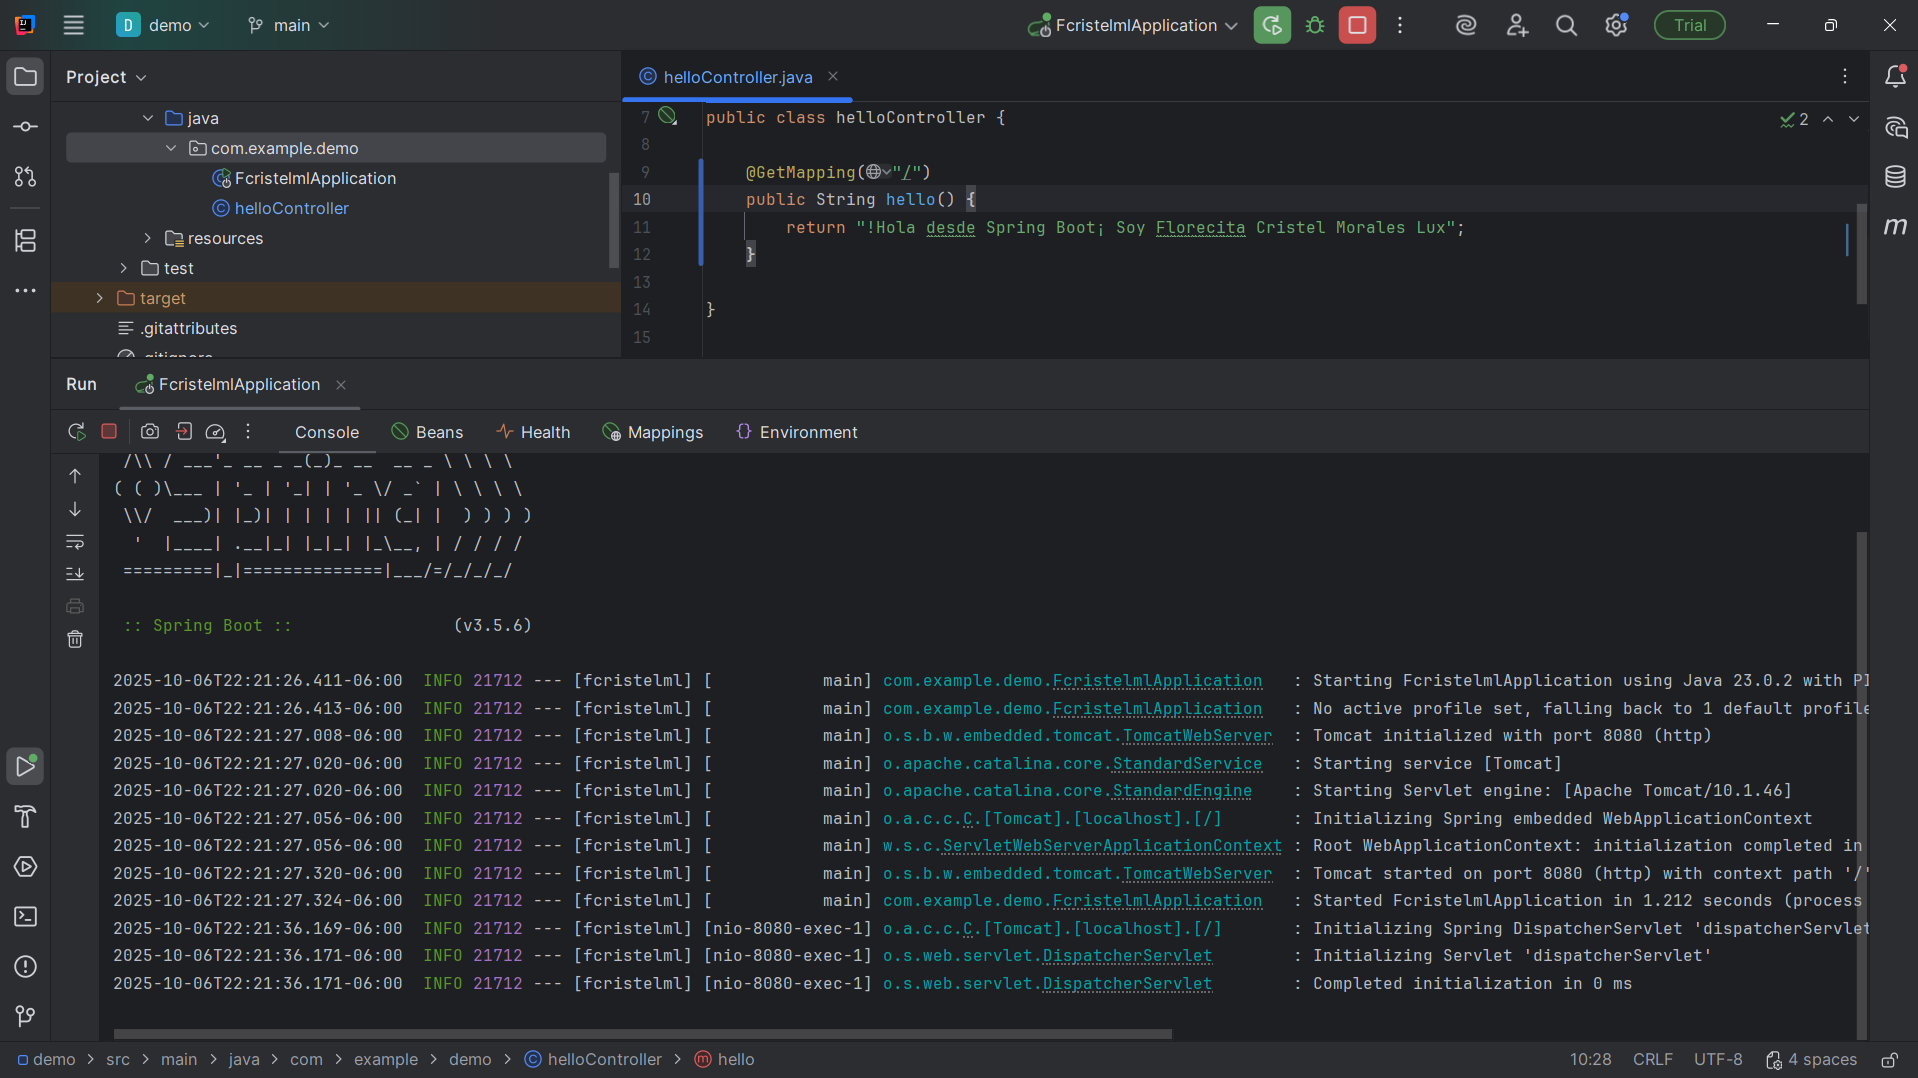 demo
main
FcristelmlApplication
Trial
Project
java
com.example.demo
FcristelmlApplication
helloController
resources
test
target
.gitattributes
.gitignore
helloController.java
2
7 public class helloController {
8
9 @GetMapping("/")
10 public String hello() {
11 return "!Hola desde Spring Boot¡ Soy Florecita Cristel Morales Lux";
12 }
13
14 }
15
Run
FcristelmlApplication
Console
Beans
Health
Mappings
Environment
 /\\ / ___'_ __ _ _(_)_ __  __ _ \ \ \ \
( ( )\___ | '_ | '_| | '_ \/ _` | \ \ \ \
 \\/  ___)| |_)| | | | | || (_| |  ) ) ) )
  '  |____| .__|_| |_|_| |_\__, | / / / /
 =========|_|==============|___/=/_/_/_/
 :: Spring Boot ::                (v3.5.6)
2025-10-06T22:21:26.411-06:00  INFO 21712 --- [fcristelml] [           main] com.example.demo.FcristelmlApplication   : Starting FcristelmlApplication using Java 23.0.2 with PI
2025-10-06T22:21:26.413-06:00  INFO 21712 --- [fcristelml] [           main] com.example.demo.FcristelmlApplication   : No active profile set, falling back to 1 default profile
2025-10-06T22:21:27.008-06:00  INFO 21712 --- [fcristelml] [           main] o.s.b.w.embedded.tomcat.TomcatWebServer  : Tomcat initialized with port 8080 (http)
2025-10-06T22:21:27.020-06:00  INFO 21712 --- [fcristelml] [           main] o.apache.catalina.core.StandardService   : Starting service [Tomcat]
2025-10-06T22:21:27.020-06:00  INFO 21712 --- [fcristelml] [           main] o.apache.catalina.core.StandardEngine    : Starting Servlet engine: [Apache Tomcat/10.1.46]
2025-10-06T22:21:27.056-06:00  INFO 21712 --- [fcristelml] [           main] o.a.c.c.C.[Tomcat].[localhost].[/]       : Initializing Spring embedded WebApplicationContext
2025-10-06T22:21:27.056-06:00  INFO 21712 --- [fcristelml] [           main] w.s.c.ServletWebServerApplicationContext : Root WebApplicationContext: initialization completed in
2025-10-06T22:21:27.320-06:00  INFO 21712 --- [fcristelml] [           main] o.s.b.w.embedded.tomcat.TomcatWebServer  : Tomcat started on port 8080 (http) with context path '/'
2025-10-06T22:21:27.324-06:00  INFO 21712 --- [fcristelml] [           main] com.example.demo.FcristelmlApplication   : Started FcristelmlApplication in 1.212 seconds (process
2025-10-06T22:21:36.169-06:00  INFO 21712 --- [fcristelml] [nio-8080-exec-1] o.a.c.c.C.[Tomcat].[localhost].[/]       : Initializing Spring DispatcherServlet 'dispatcherServlet
2025-10-06T22:21:36.171-06:00  INFO 21712 --- [fcristelml] [nio-8080-exec-1] o.s.web.servlet.DispatcherServlet        : Initializing Servlet 'dispatcherServlet'
2025-10-06T22:21:36.171-06:00  INFO 21712 --- [fcristelml] [nio-8080-exec-1] o.s.web.servlet.DispatcherServlet        : Completed initialization in 0 ms
demo > src > main > java > com > example > demo > helloController > hello
10:28 CRLF UTF-8 4 spaces